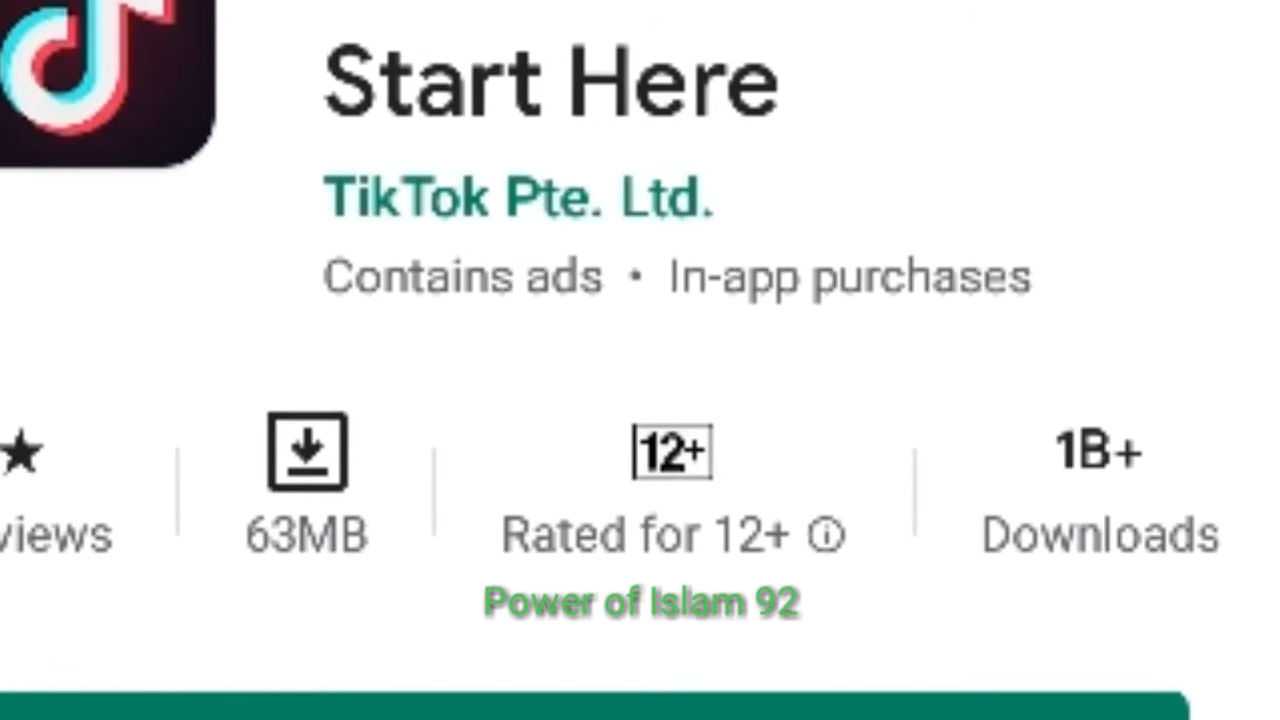 Start Here
TikTok Pte. Ltd.
Contains ads • In-app purchases
★ 12+ 1B+
views 63MB Rated for 12+ Downloads
Power of Islam 92